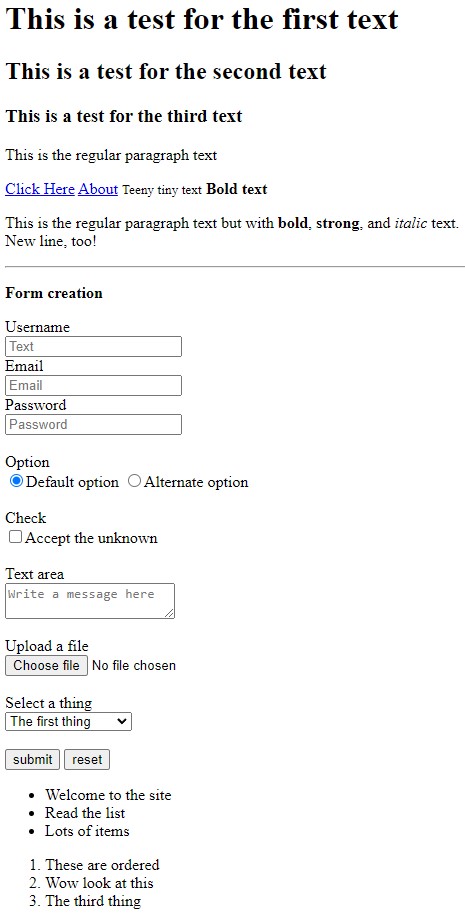 This is a test for the first text
This is a test for the second text
This is a test for the third text
This is the regular paragraph text
Click Here About Teeny tiny text Bold text
This is the regular paragraph text but with bold, strong, and italic text.
New line, too!
Form creation
Username
Text
Email
Email
Password
Password
Option
Default option Alternate option
Check
Accept the unknown
Text area
Write a message here
Upload a file
Choose file No file chosen
Select a thing
The first thing
submit reset
• Welcome to the site
• Read the list
• Lots of items
1. These are ordered
2. Wow look at this
3. The third thing